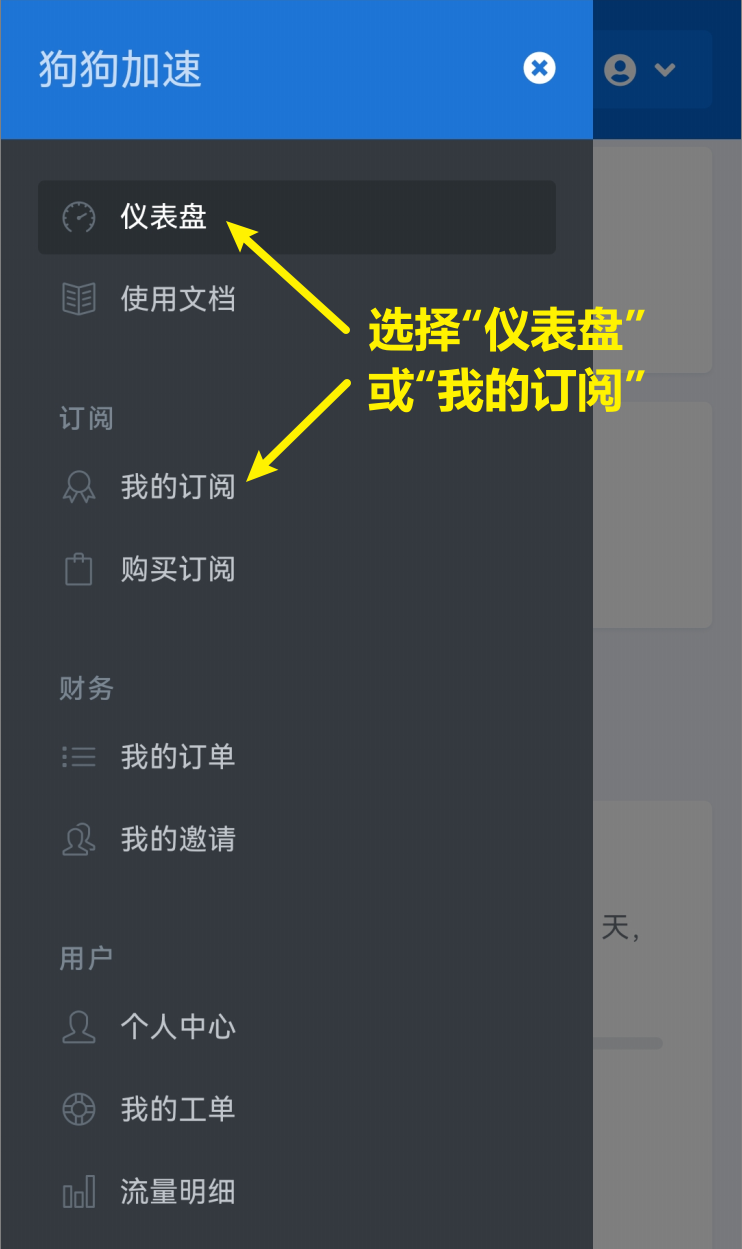 狗狗加速
仪表盘
使用文档
选择“仪表盘”
或“我的订阅”
订阅
我的订阅
购买订阅
财务
我的订单
我的邀请
天,
用户
个人中心
我的工单
流量明细